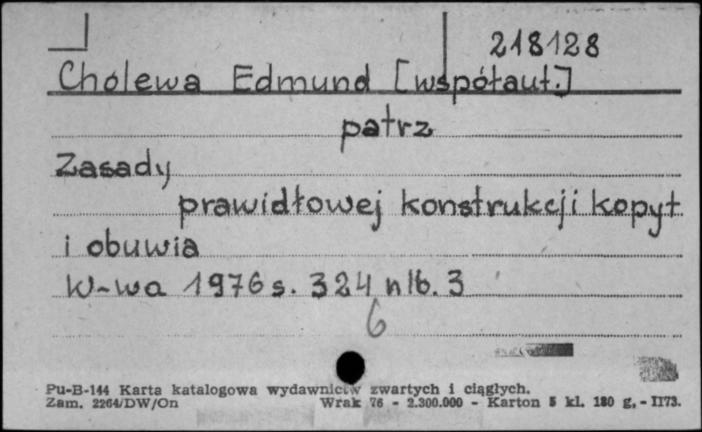 218128
Cholewa Edmund [współaut.]
patrz
Zasady
prawidłowej konstrukcji kopyt
i obuwia
W-wa 1976 s. 324 nlb. 3
6
Pu-B-144 Karta katalogowa wydawnictw zwartych i ciągłych.
Zam. 2264/DW/On Wrak 76 - 2.300.000 - Karton 5 kl. 180 g. - II73.